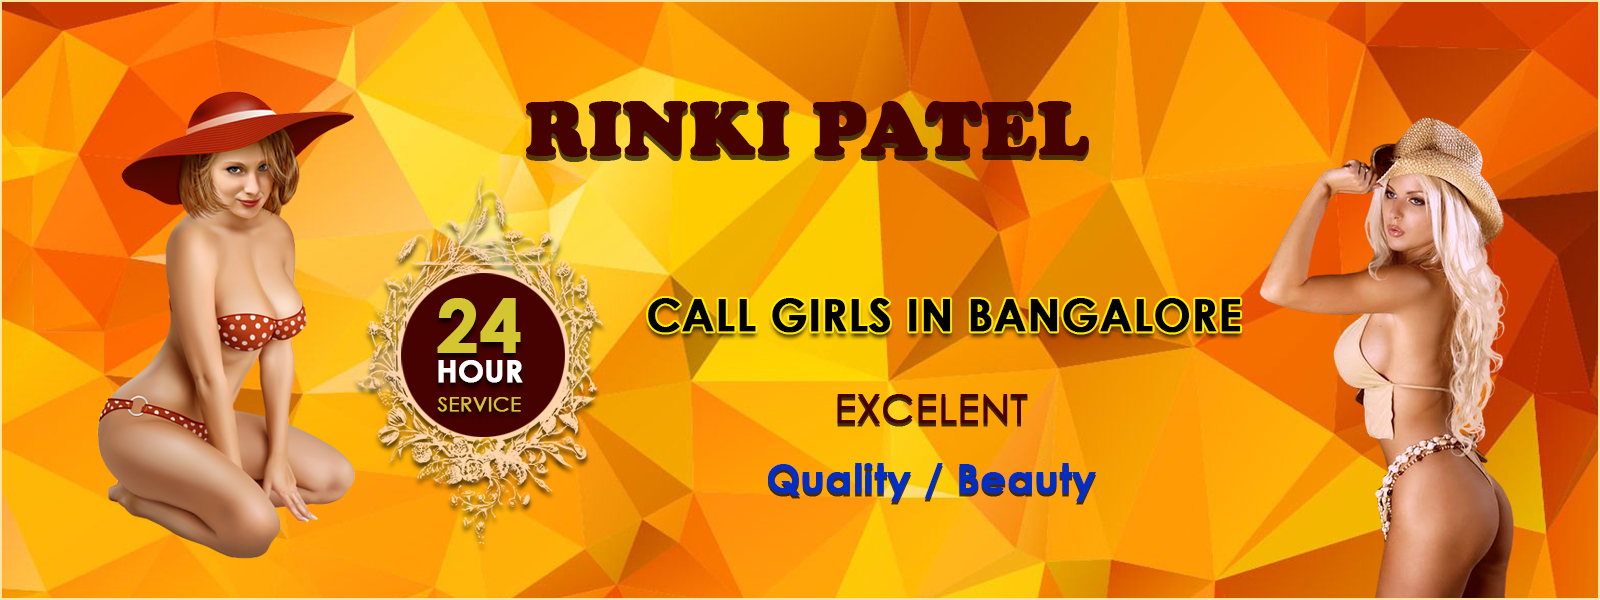 RINKI PATEL
24
HOUR
SERVICE
CALL GIRLS IN BANGALORE
EXCELENT
Quality / Beauty